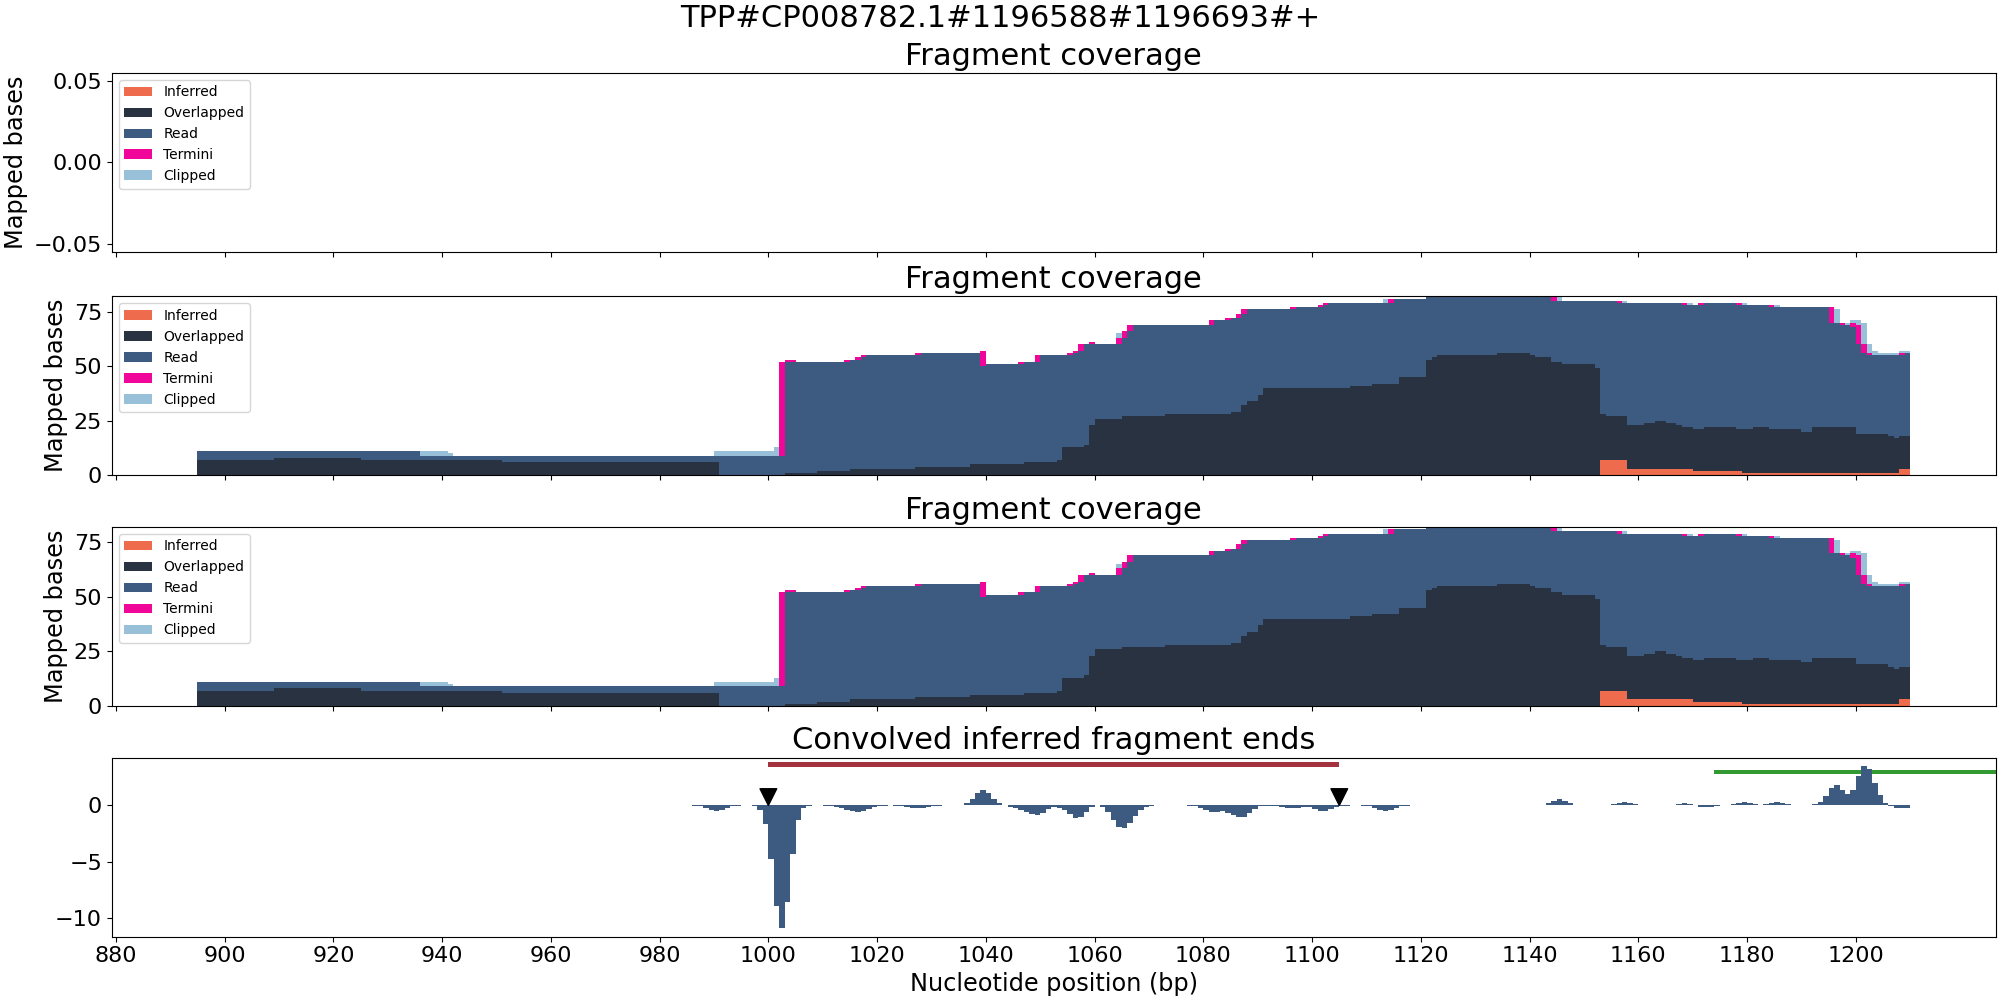 TPP#CP008782.1#1196588#1196693#+
Fragment coverage
Mapped bases
0.05
0.00
−0.05
Inferred
Overlapped
Read
Termini
Clipped
Fragment coverage
Mapped bases
75
50
25
0
Inferred
Overlapped
Read
Termini
Clipped
Fragment coverage
Mapped bases
75
50
25
0
Inferred
Overlapped
Read
Termini
Clipped
Convolved inferred fragment ends
0
−5
−10
880 900 920 940 960 980 1000 1020 1040 1060 1080 1100 1120 1140 1160 1180 1200
Nucleotide position (bp)